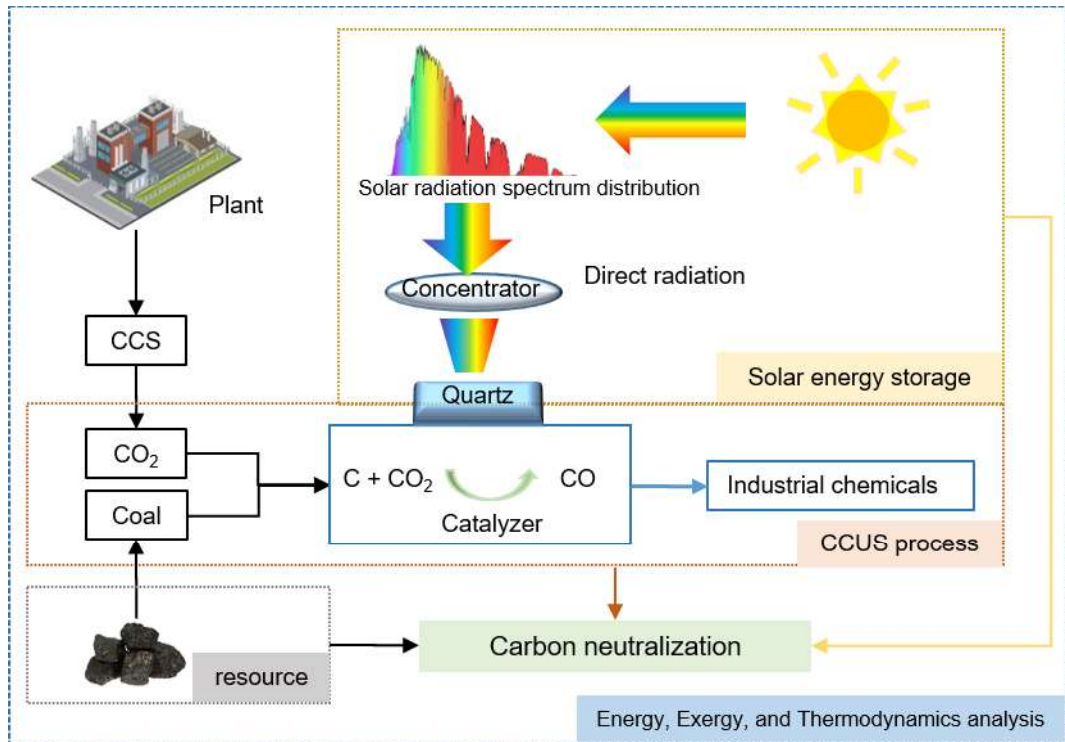 Plant
Solar radiation spectrum distribution
Concentrator
Direct radiation
CCS
Solar energy storage
Quartz
CO₂
C + CO₂
CO
Industrial chemicals
Coal
Catalyzer
CCUS process
Carbon neutralization
resource
Energy, Exergy, and Thermodynamics analysis